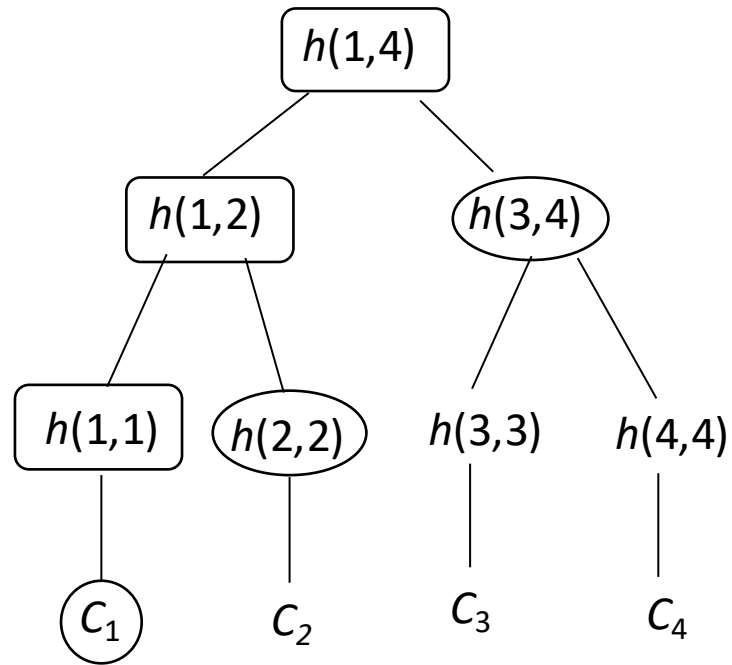 h(1,4)
h(1,2) h(3,4)
h(1,1) h(2,2) h(3,3) h(4,4)
C₁ C₂ C₃ C₄